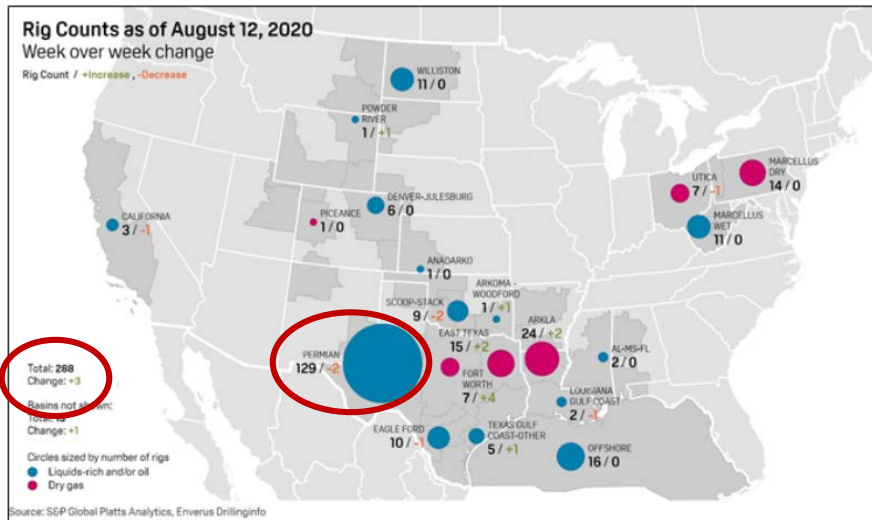 Rig Counts as of August 12, 2020
Week over week change
Rig Count / +Increase , -Decrease
WILLISTON
11 / 0
POWDER
RIVER
1 / +1
MARCELLUS
DRY
14 / 0
UTICA
7 / -1
DENVER-JULESBURG
6 / 0
PICEANCE
1 / 0
MARCELLUS
WET
11 / 0
CALIFORNIA
3 / -1
ANADARKO
1 / 0
ARKOMA -
WOODFORD
1 / +1
SCOOP-STACK
9 / -2
ARKLA
24 / +2
EAST TEXAS
15 / +2
PERMIAN
129 / -2
AL-MS-FL
2 / 0
FORT
WORTH
7 / +4
Total: 288
Change: +3
LOUISIANA
GULF COAST
2 / -1
Basins not shown:
Total:
Change: +1
EAGLE FORD
10 / -1
TEXAS GULF
COAST-OTHER
5 / +1
OFFSHORE
16 / 0
Circles sized by number of rigs
Liquids-rich and/or oil
Dry gas
Source: S&P Global Platts Analytics, Enverus Drillinginfo